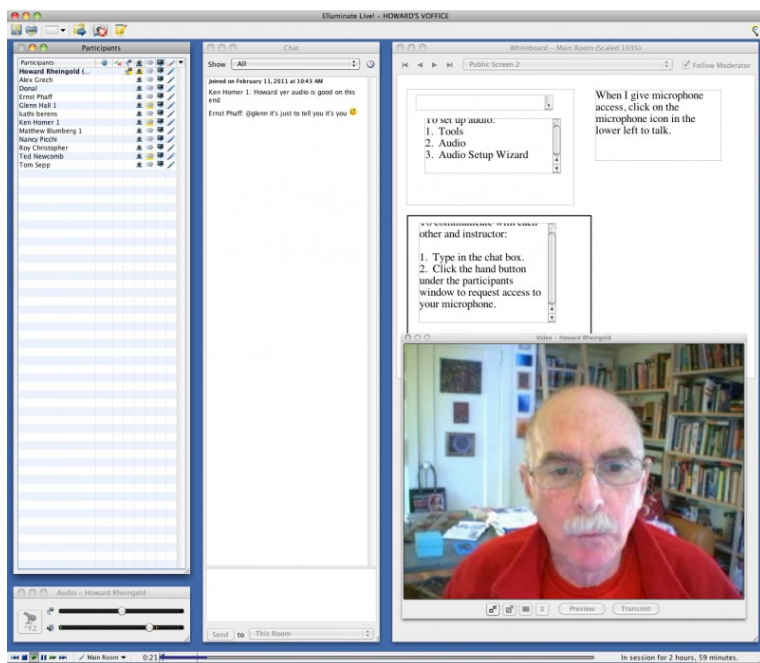 Elluminate Live! - HOWARD'S VOFFICE
Participants
Participants
Howard Rheingold (...
Alex Grech
Donal
Ernst Phaff
Glenn Hall 1
kathi berens
Ken Homer 1
Matthew Blumberg 1
Nancy Picchi
Roy Christopher
Ted Newcomb
Tom Sepp
Audio - Howard Rheingold
F2
Chat
Show All
Joined on February 11, 2011 at 10:43 AM
Ken Homer 1: Howard yer audio is good on this
end
Ernst Phaff: @glenn it's just to tell you it's you
Send to This Room
Whiteboard - Main Room (Scaled 103%)
Public Screen 2
Follow Moderator
To set up audio:
1. Tools
2. Audio
3. Audio Setup Wizard
When I give microphone
access, click on the
microphone icon in the
lower left to talk.
To communicate with each
other and instructor:
1. Type in the chat box.
2. Click the hand button
under the participants
window to request access to
your microphone.
Video - Howard Rheingold
Preview
Transmit
Main Room
0:21
In session for 2 hours, 59 minutes.